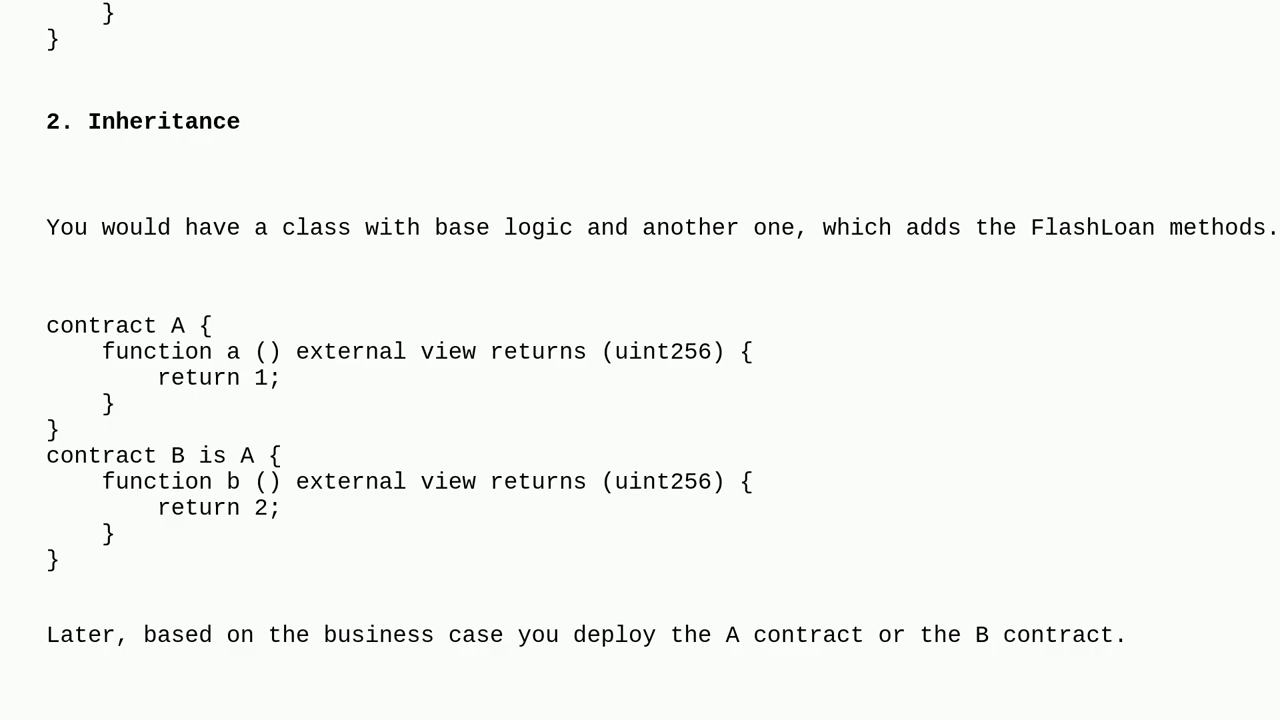 }
}
2. Inheritance
You would have a class with base logic and another one, which adds the FlashLoan methods.
contract A {
    function a () external view returns (uint256) {
        return 1;
    }
}
contract B is A {
    function b () external view returns (uint256) {
        return 2;
    }
}
Later, based on the business case you deploy the A contract or the B contract.